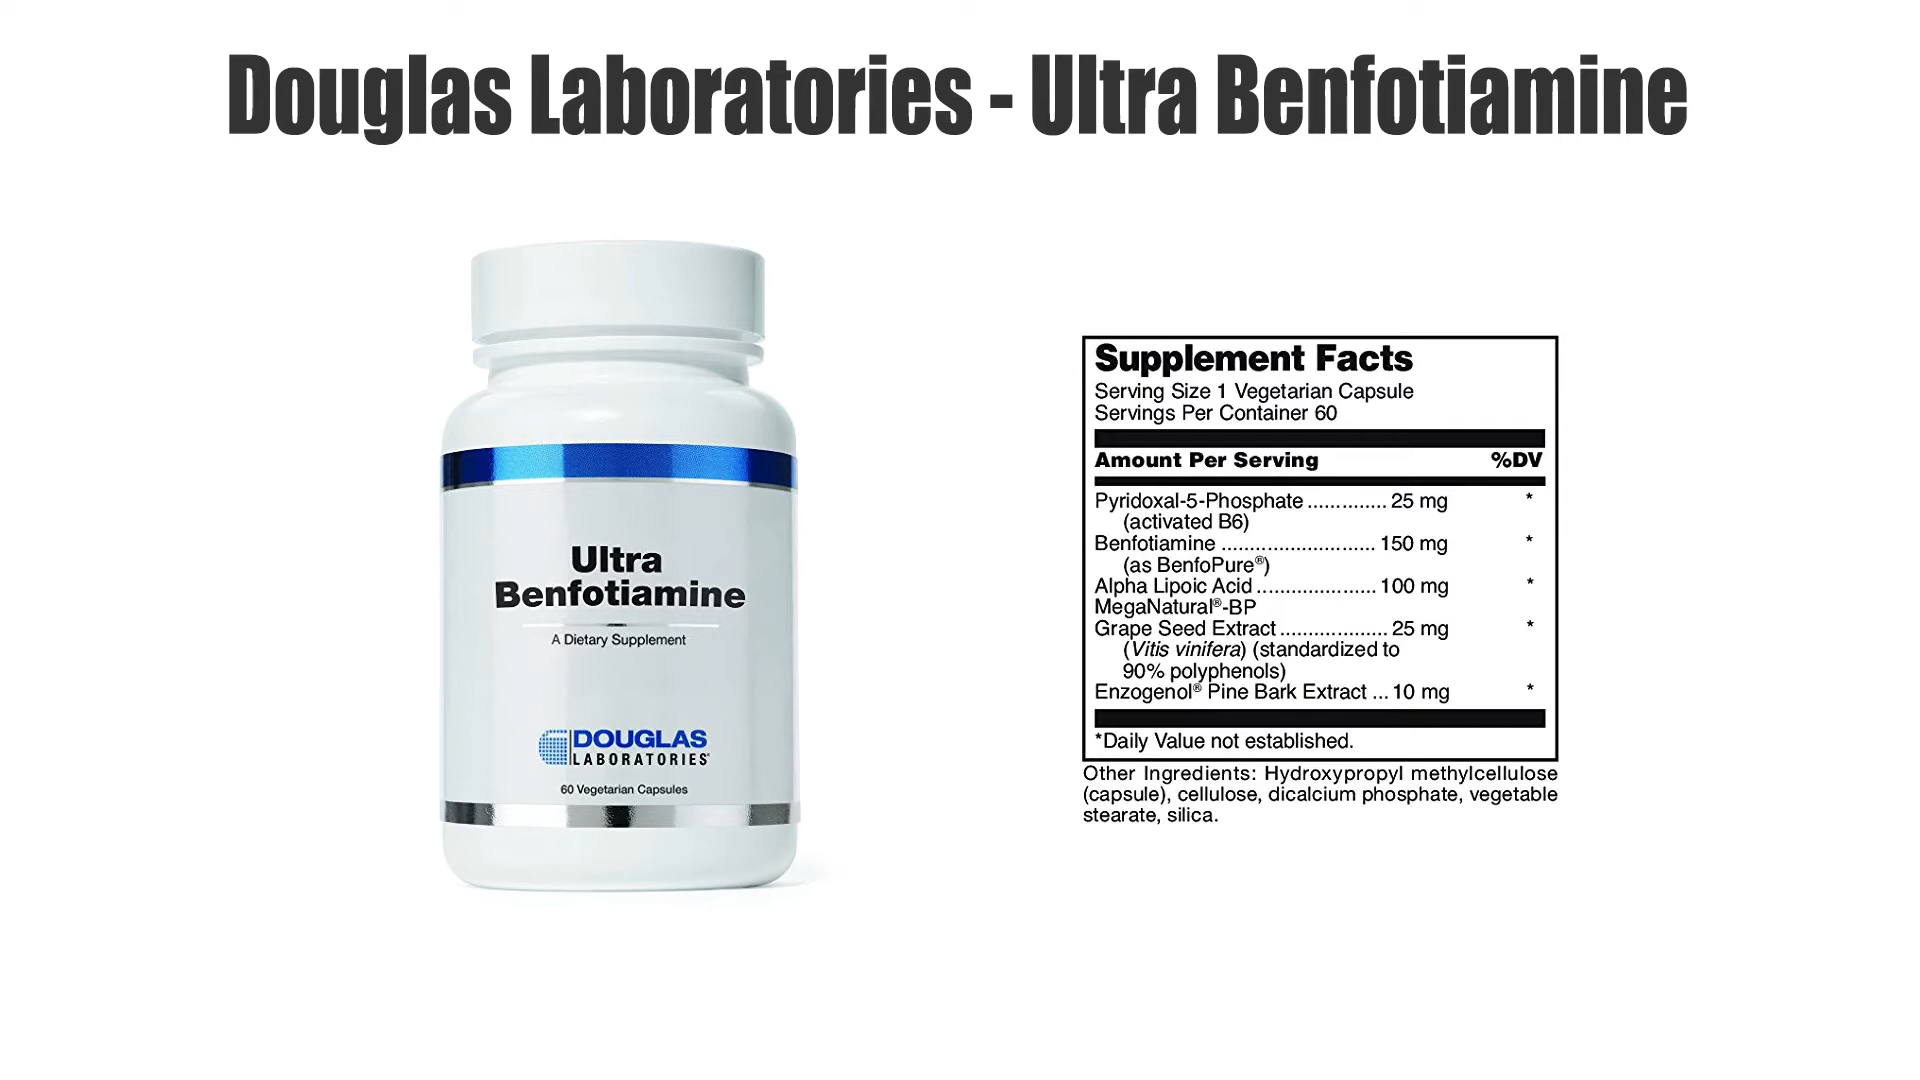 Douglas Laboratories - Ultra Benfotiamine
Ultra
Benfotiamine
A Dietary Supplement
DOUGLAS
LABORATORIES®
60 Vegetarian Capsules
Supplement Facts
Serving Size 1 Vegetarian Capsule
Servings Per Container 60
Amount Per Serving %DV
Pyridoxal-5-Phosphate .............. 25 mg *
(activated B6)
Benfotiamine ........................... 150 mg *
(as BenfoPure®)
Alpha Lipoic Acid ..................... 100 mg *
MegaNatural®-BP
Grape Seed Extract ................... 25 mg *
(Vitis vinifera) (standardized to
90% polyphenols)
Enzogenol® Pine Bark Extract ... 10 mg *
*Daily Value not established.
Other Ingredients: Hydroxypropyl methylcellulose
(capsule), cellulose, dicalcium phosphate, vegetable
stearate, silica.